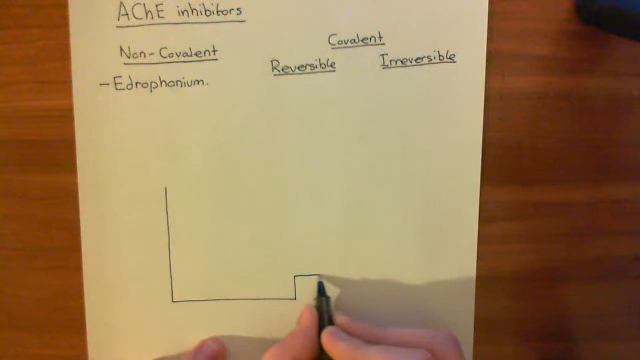 AChE inhibitors
Non-Covalent
Covalent
Reversible
Irreversible
- Edrophonium.